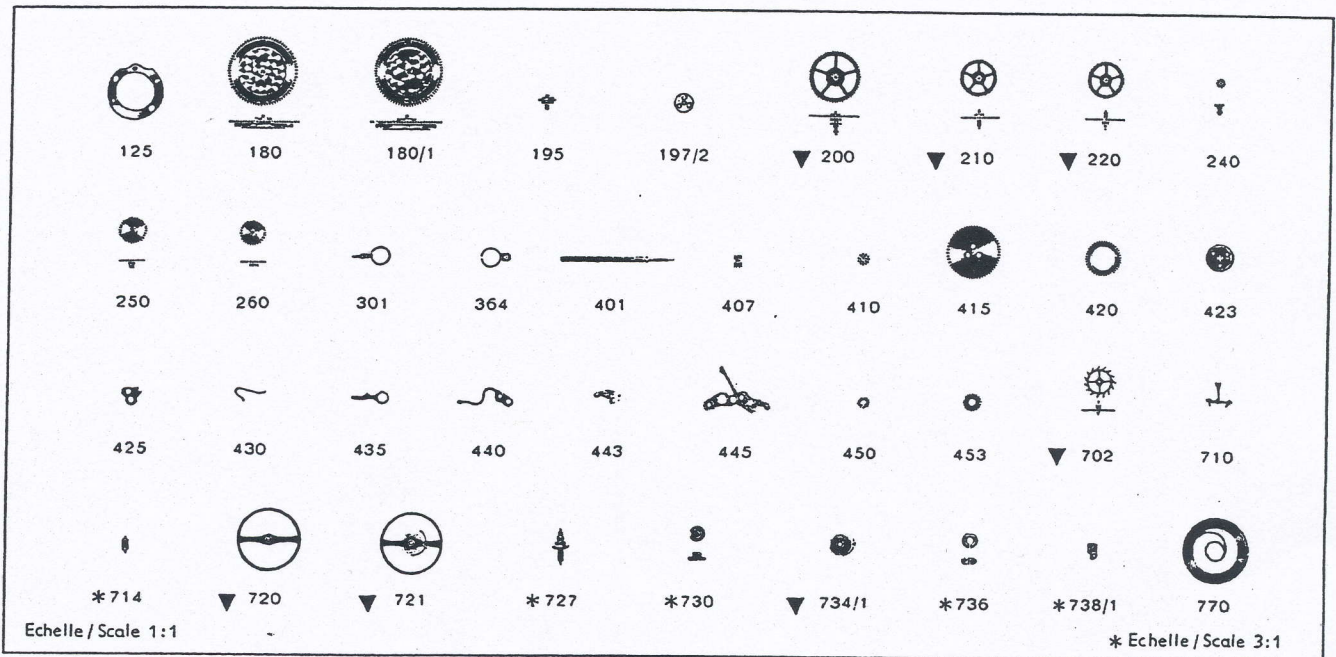 125 180 180/1 195 197/2 ▼ 200 ▼ 210 ▼ 220 240
250 260 301 364 401 407 410 415 420 423
425 430 435 440 443 445 450 453 ▼ 702 710
*714 ▼ 720 ▼ 721 *727 *730 ▼ 734/1 *736 *738/1 770
Echelle / Scale 1:1 * Echelle / Scale 3:1